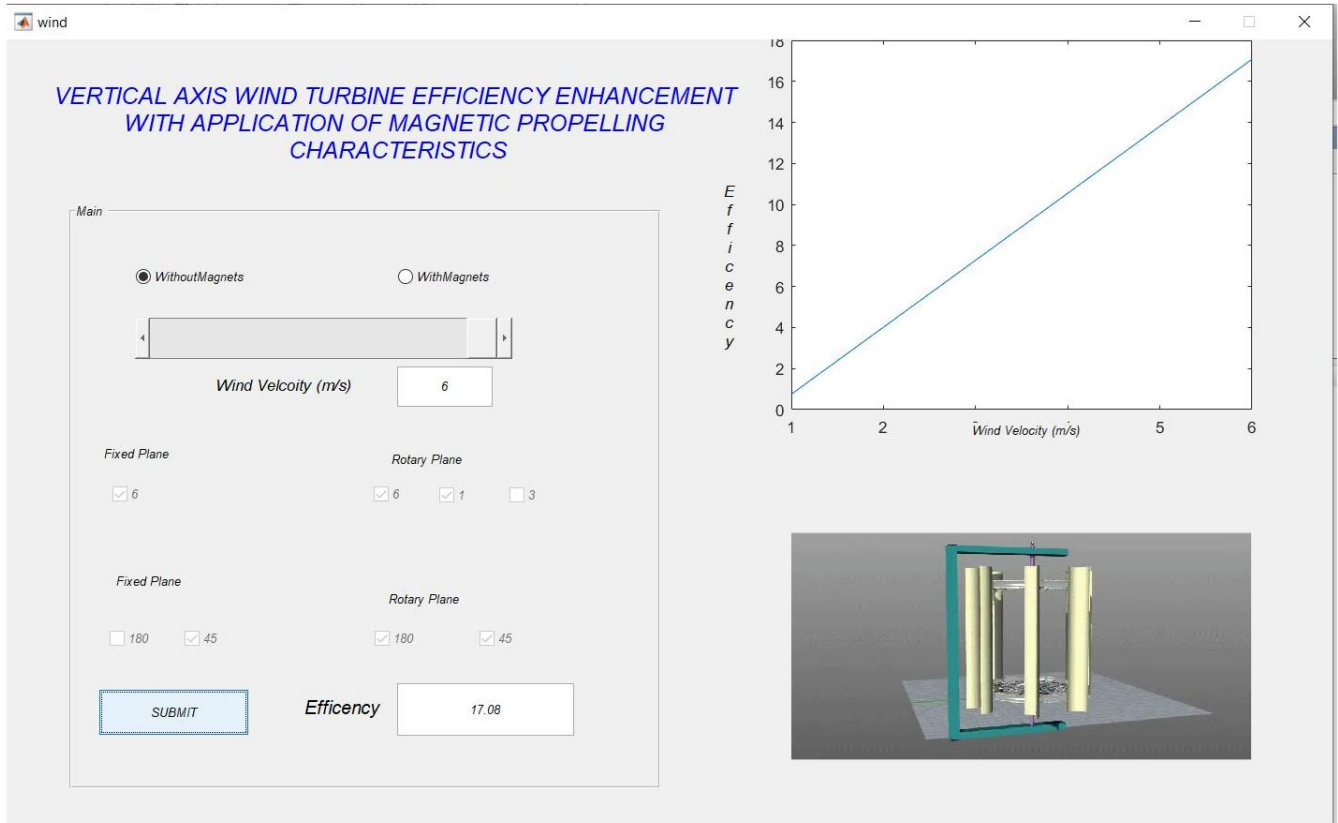 wind
VERTICAL AXIS WIND TURBINE EFFICIENCY ENHANCEMENT
WITH APPLICATION OF MAGNETIC PROPELLING
CHARACTERISTICS
Main
WithoutMagnets
WithMagnets
Wind Velcoity (m/s)
6
Fixed Plane
Rotary Plane
6
6
1
3
Fixed Plane
Rotary Plane
180
45
180
45
SUBMIT
Efficency
17.08
E
f
f
i
c
e
n
c
y
18
16
14
12
10
8
6
4
2
0
1
2
Wind Velocity (m/s)
5
6